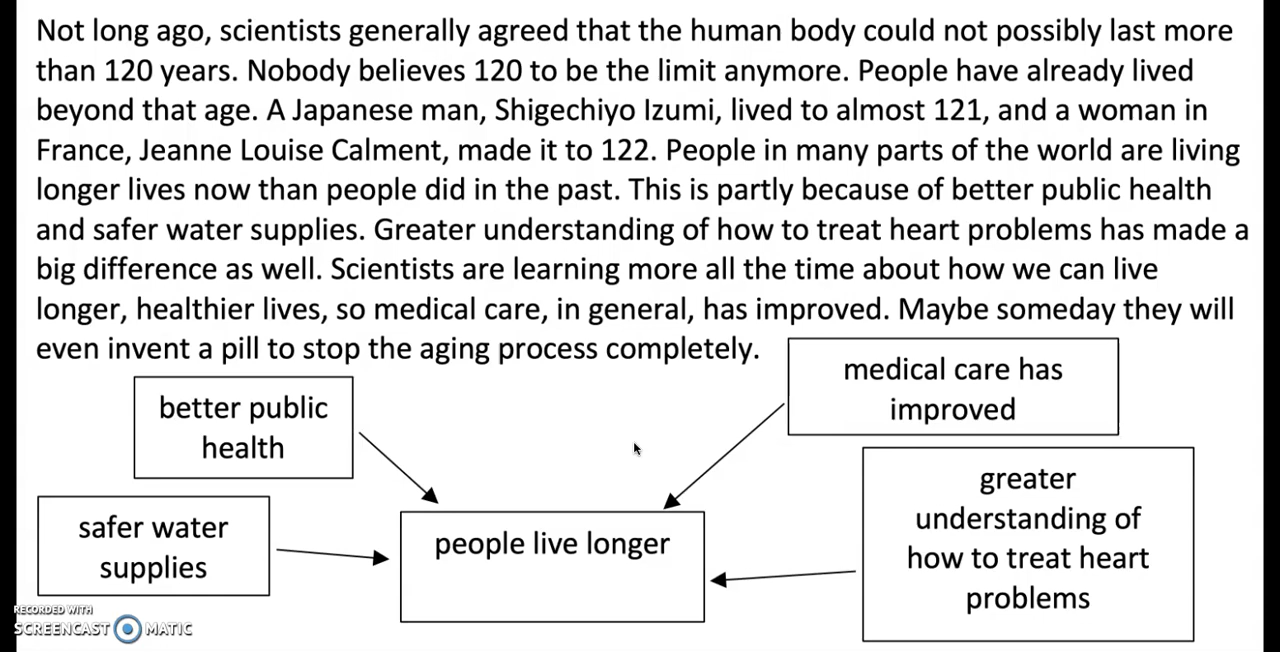 Not long ago, scientists generally agreed that the human body could not possibly last more
than 120 years. Nobody believes 120 to be the limit anymore. People have already lived
beyond that age. A Japanese man, Shigechiyo Izumi, lived to almost 121, and a woman in
France, Jeanne Louise Calment, made it to 122. People in many parts of the world are living
longer lives now than people did in the past. This is partly because of better public health
and safer water supplies. Greater understanding of how to treat heart problems has made a
big difference as well. Scientists are learning more all the time about how we can live
longer, healthier lives, so medical care, in general, has improved. Maybe someday they will
even invent a pill to stop the aging process completely.
medical care has
improved
better public
health
greater
understanding of
how to treat heart
problems
safer water
supplies
people live longer
RECORDED WITH
SCREENCAST MATIC